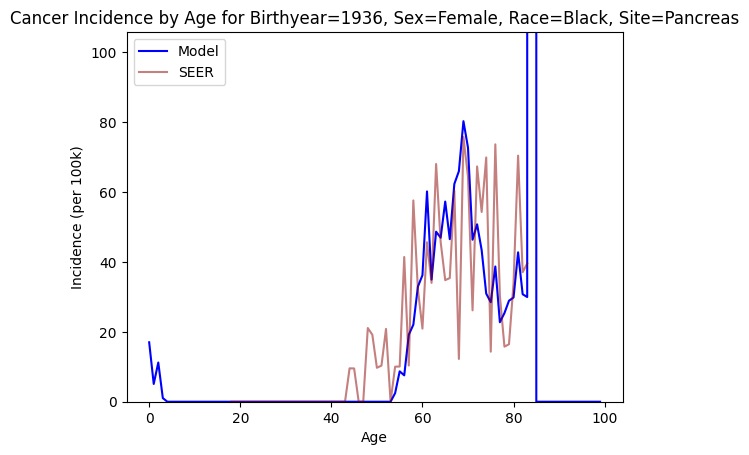 Cancer Incidence by Age for Birthyear=1936, Sex=Female, Race=Black, Site=Pancreas
Model
SEER
Incidence (per 100k)
100
80
60
40
20
0
0 20 40 60 80 100
Age